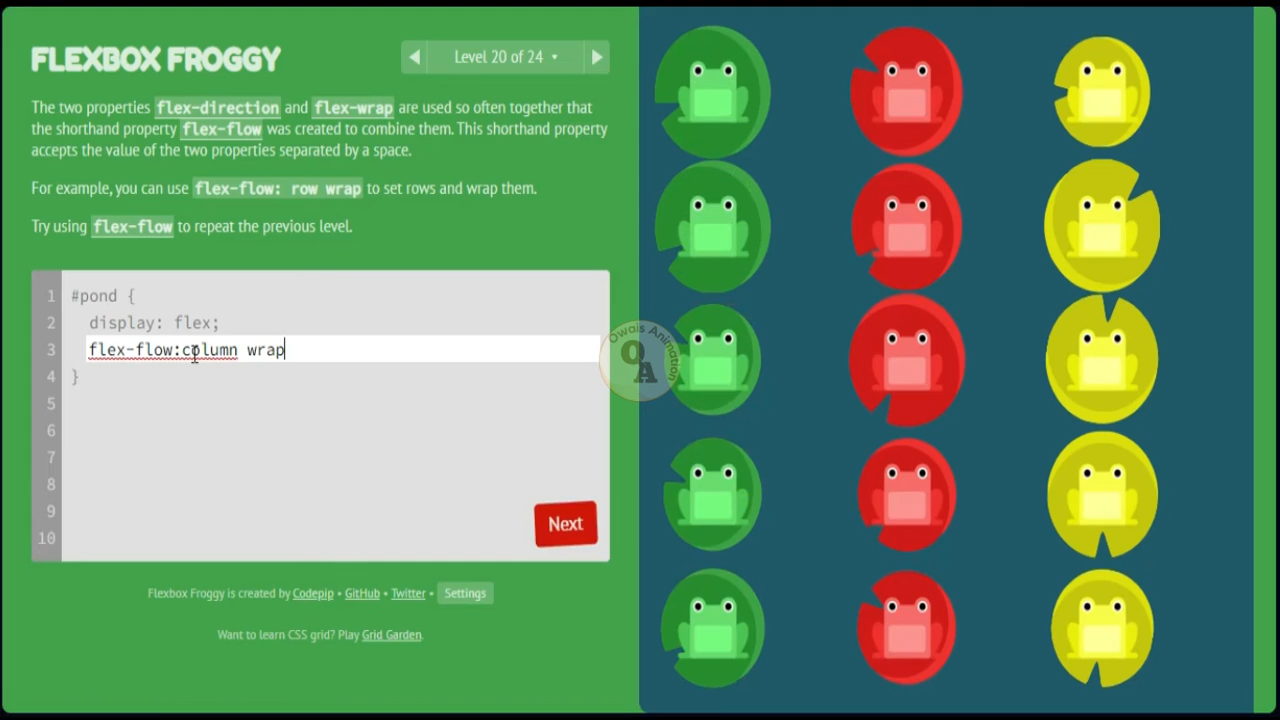 FLEXBOX FROGGY
◀ Level 20 of 24 ▾ ▶
The two properties flex-direction and flex-wrap are used so often together that
the shorthand property flex-flow was created to combine them. This shorthand property
accepts the value of the two properties separated by a space.
For example, you can use flex-flow: row wrap to set rows and wrap them.
Try using flex-flow to repeat the previous level.
1 #pond {
2 display: flex;
3 flex-flow:column wrap
4 }
5
6
7
8
9
10
Next
Flexbox Froggy is created by Codepip • GitHub • Twitter • Settings
Want to learn CSS grid? Play Grid Garden.
Owais Animation
QA